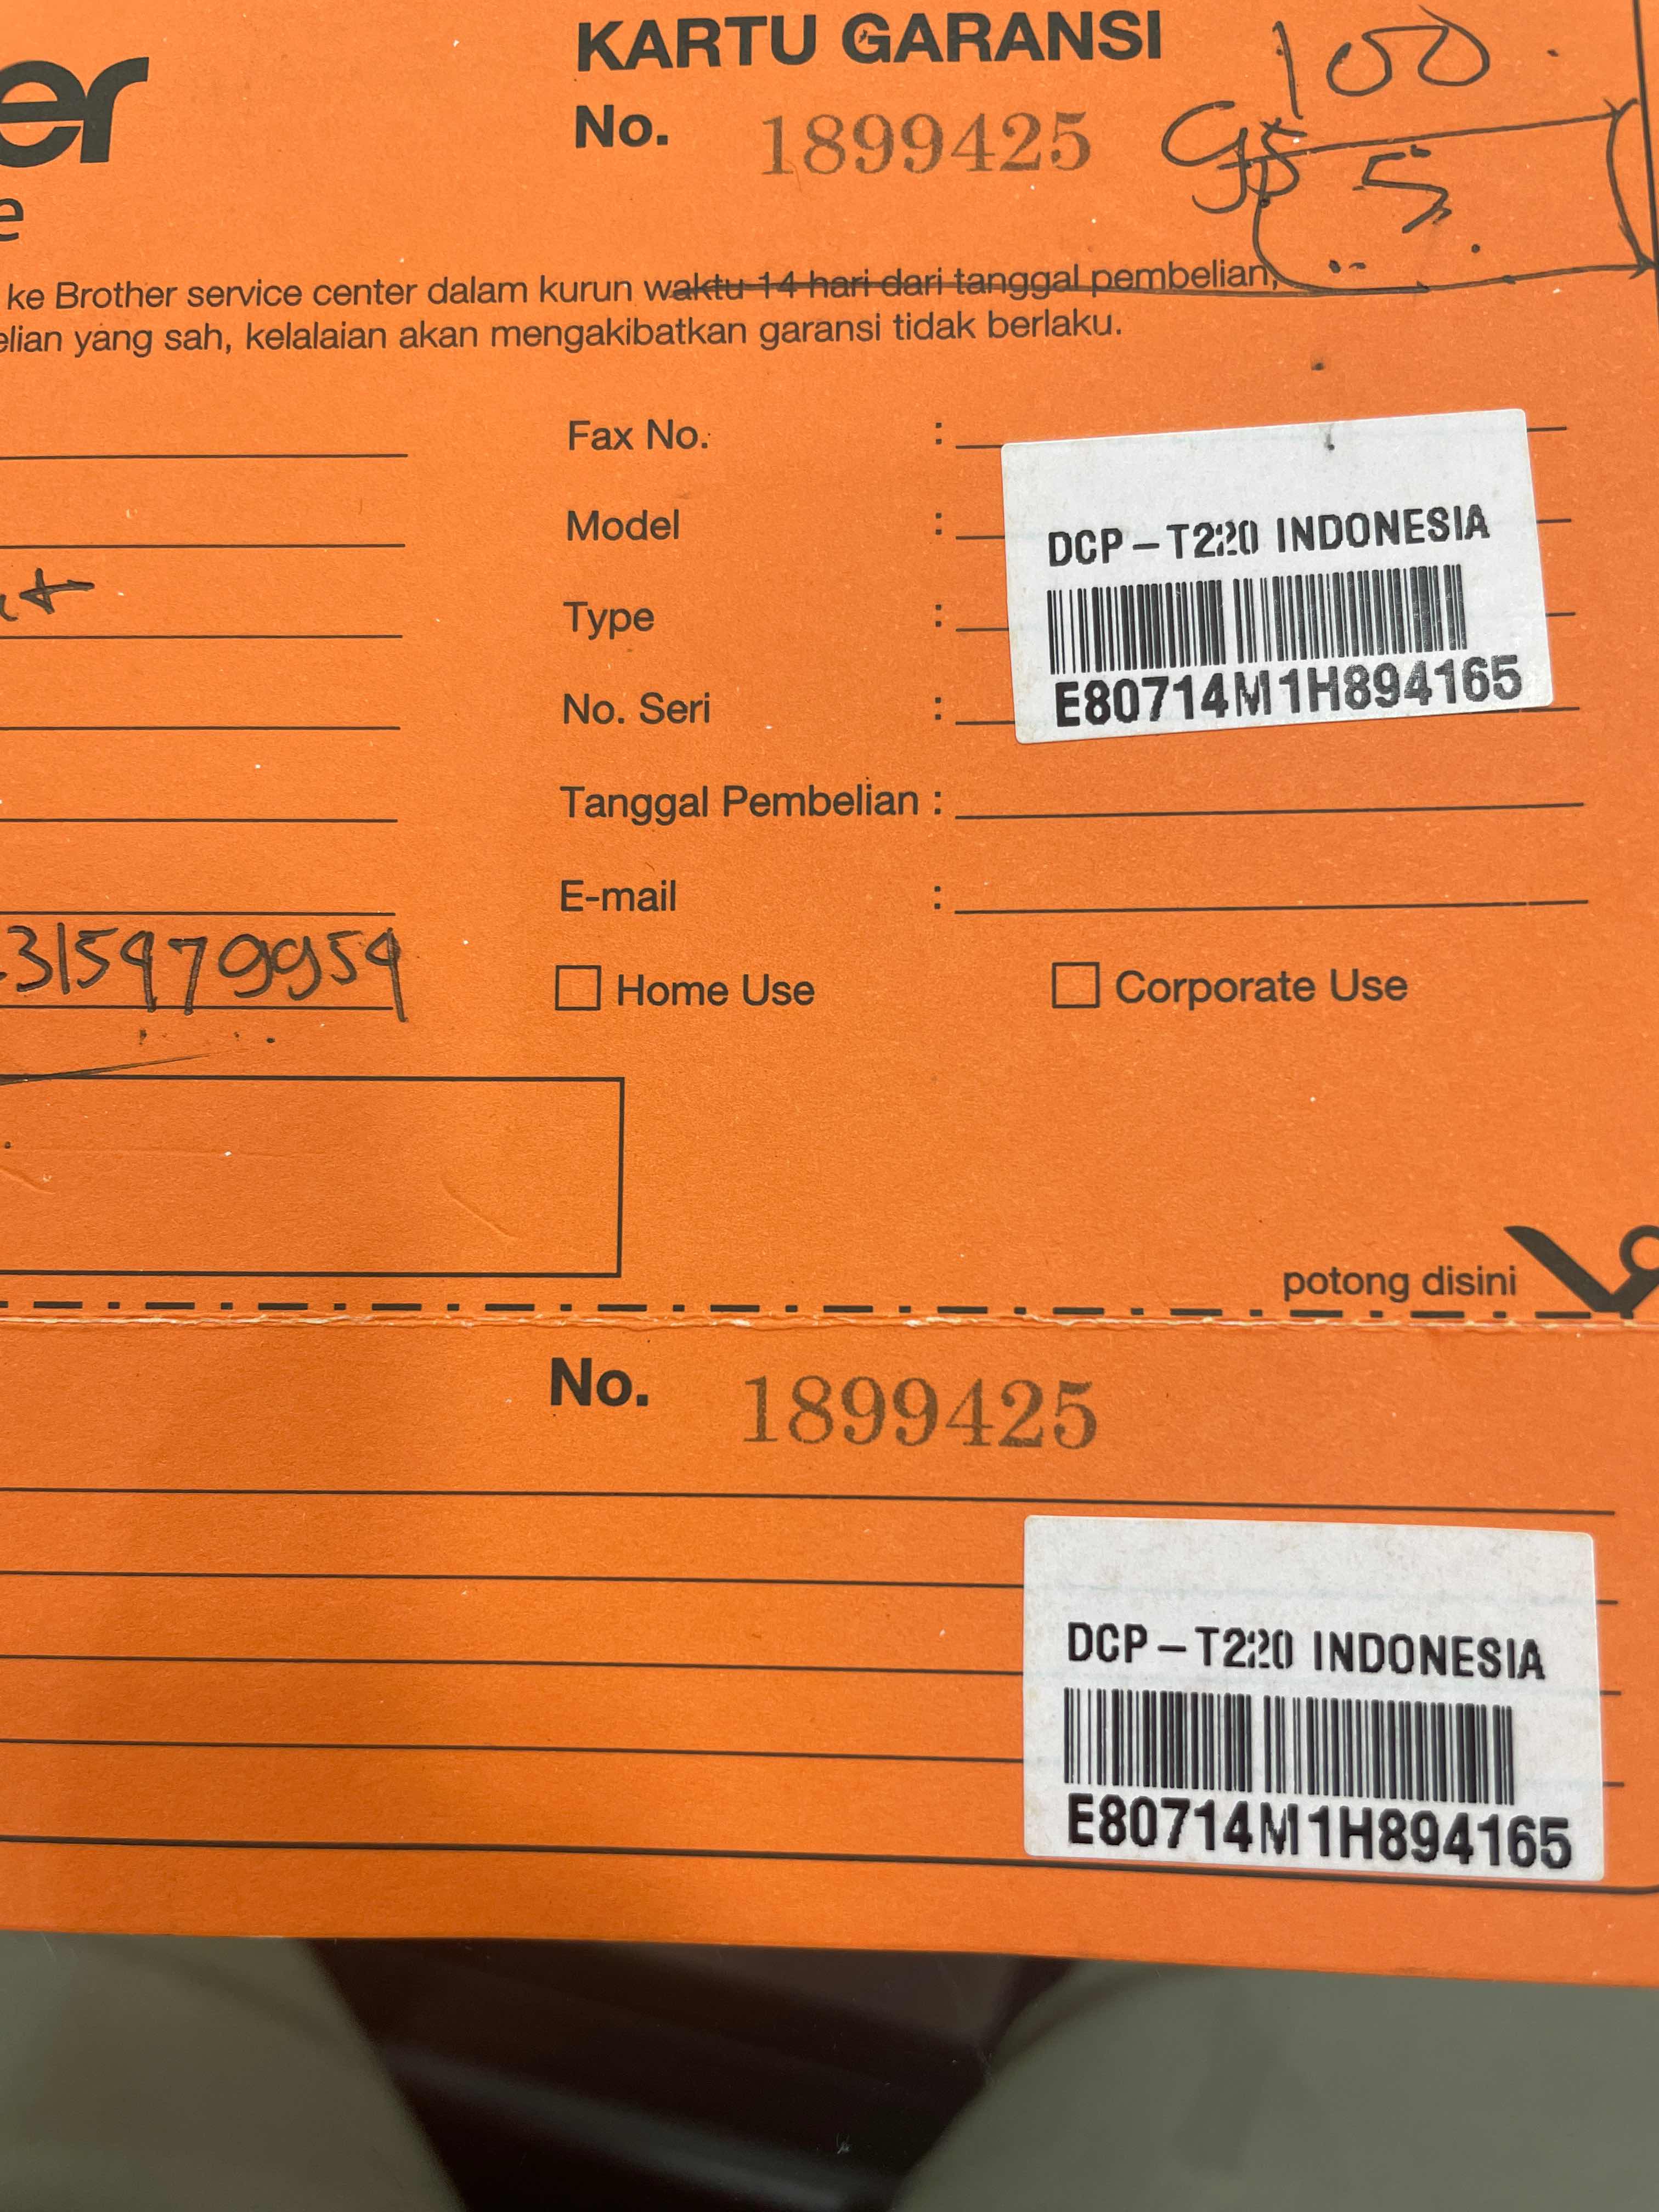 KARTU GARANSI
100
er
No. 1899425
5
e
ke Brother service center dalam kurun waktu 14 hari dari tanggal pembelian,
elian yang sah, kelalaian akan mengakibatkan garansi tidak berlaku.
Fax No. :
Model :
DCP-T220 INDONESIA
Type :
No. Seri :
E80714M1H894165
Tanggal Pembelian :
E-mail :
315979959
Home Use
Corporate Use
potong disini
No. 1899425
DCP-T220 INDONESIA
E80714M1H894165